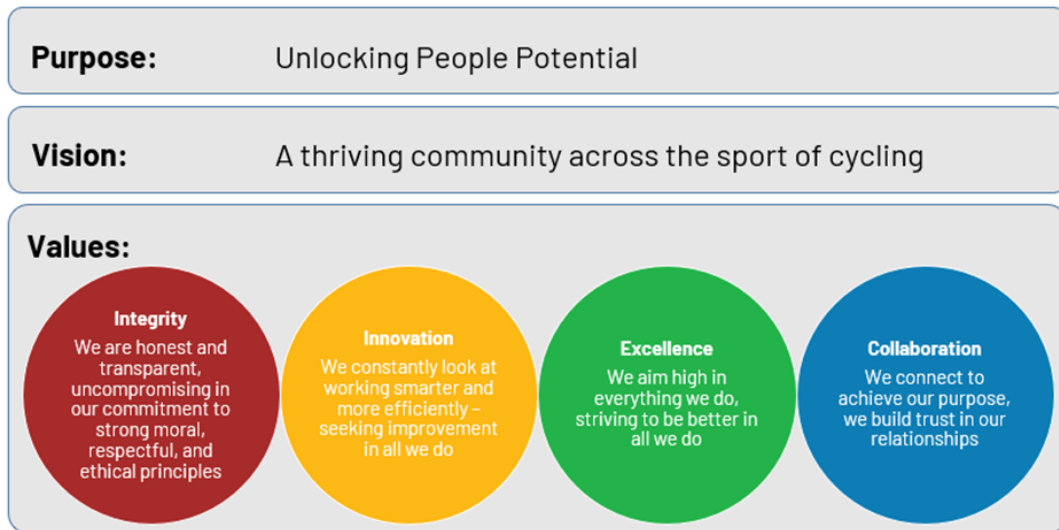 Purpose: Unlocking People Potential
Vision: A thriving community across the sport of cycling
Values:
Integrity
We are honest and
transparent,
uncompromising in
our commitment to
strong moral,
respectful, and
ethical principles
Innovation
We constantly look at
working smarter and
more efficiently –
seeking improvement
in all we do
Excellence
We aim high in
everything we do,
striving to be better in
all we do
Collaboration
We connect to
achieve our purpose,
we build trust in our
relationships